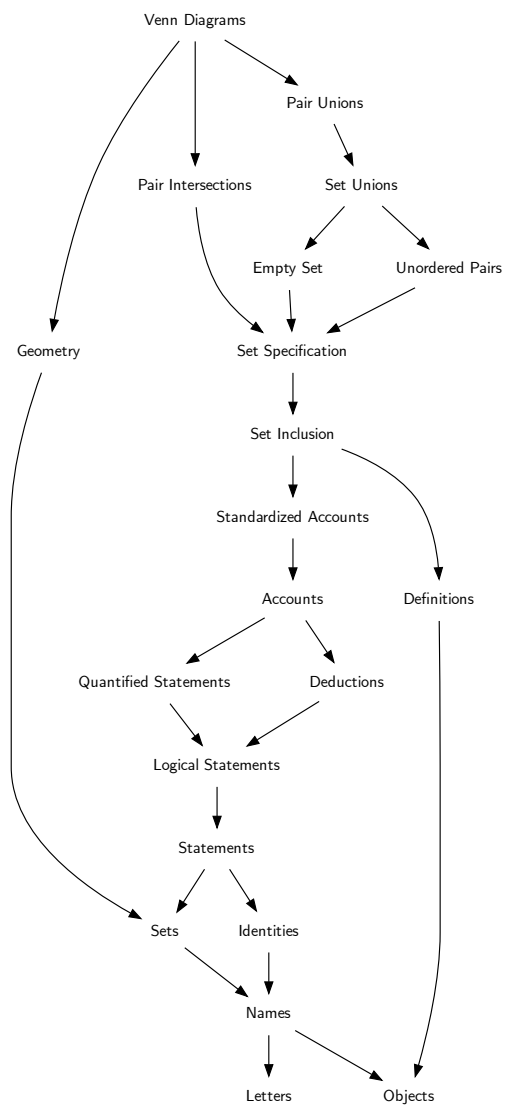 Venn Diagrams
Pair Unions
Pair Intersections
Set Unions
Empty Set
Unordered Pairs
Geometry
Set Specification
Set Inclusion
Standardized Accounts
Accounts
Definitions
Quantified Statements
Deductions
Logical Statements
Statements
Sets
Identities
Names
Letters
Objects